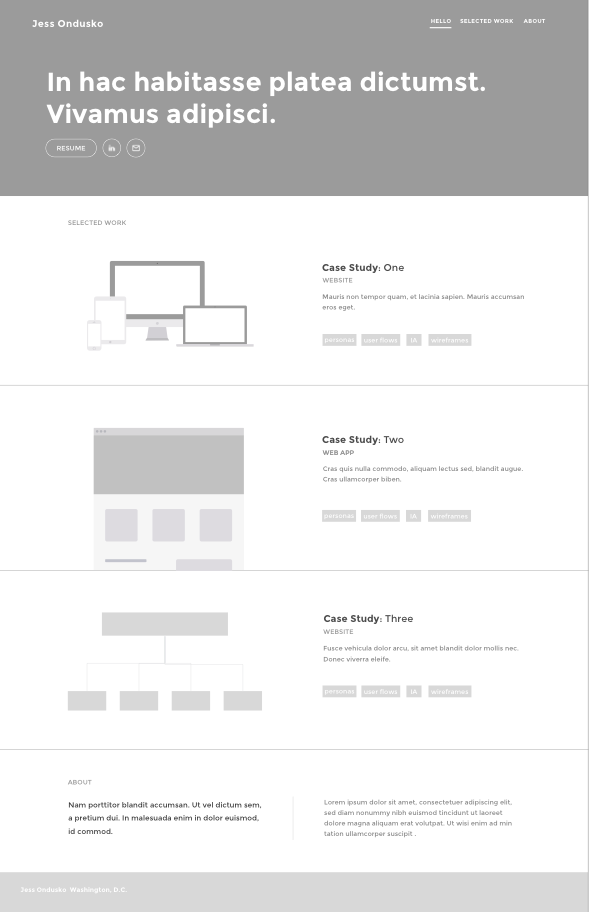 Jess Ondusko
HELLO SELECTED WORK ABOUT
In hac habitasse platea dictumst.
Vivamus adipisci.
RESUME in
SELECTED WORK
Case Study: One
WEBSITE
Mauris non tempor quam, et lacinia sapien. Mauris accumsan
eros eget.
personas user flows IA wireframes
Case Study: Two
WEB APP
Cras quis nulla commodo, aliquam lectus sed, blandit augue.
Cras ullamcorper biben.
personas user flows IA wireframes
Case Study: Three
WEBSITE
Fusce vehicula dolor arcu, sit amet blandit dolor mollis nec.
Donec viverra eleife.
personas user flows IA wireframes
ABOUT
Nam porttitor blandit accumsan. Ut vel dictum sem,
a pretium dui. In malesuada enim in dolor euismod,
id commod.
Lorem ipsum dolor sit amet, consectetuer adipiscing elit,
sed diam nonummy nibh euismod tincidunt ut laoreet
dolore magna aliquam erat volutpat. Ut wisi enim ad min
tation ullamcorper suscipit .
Jess Ondusko Washington, D.C.